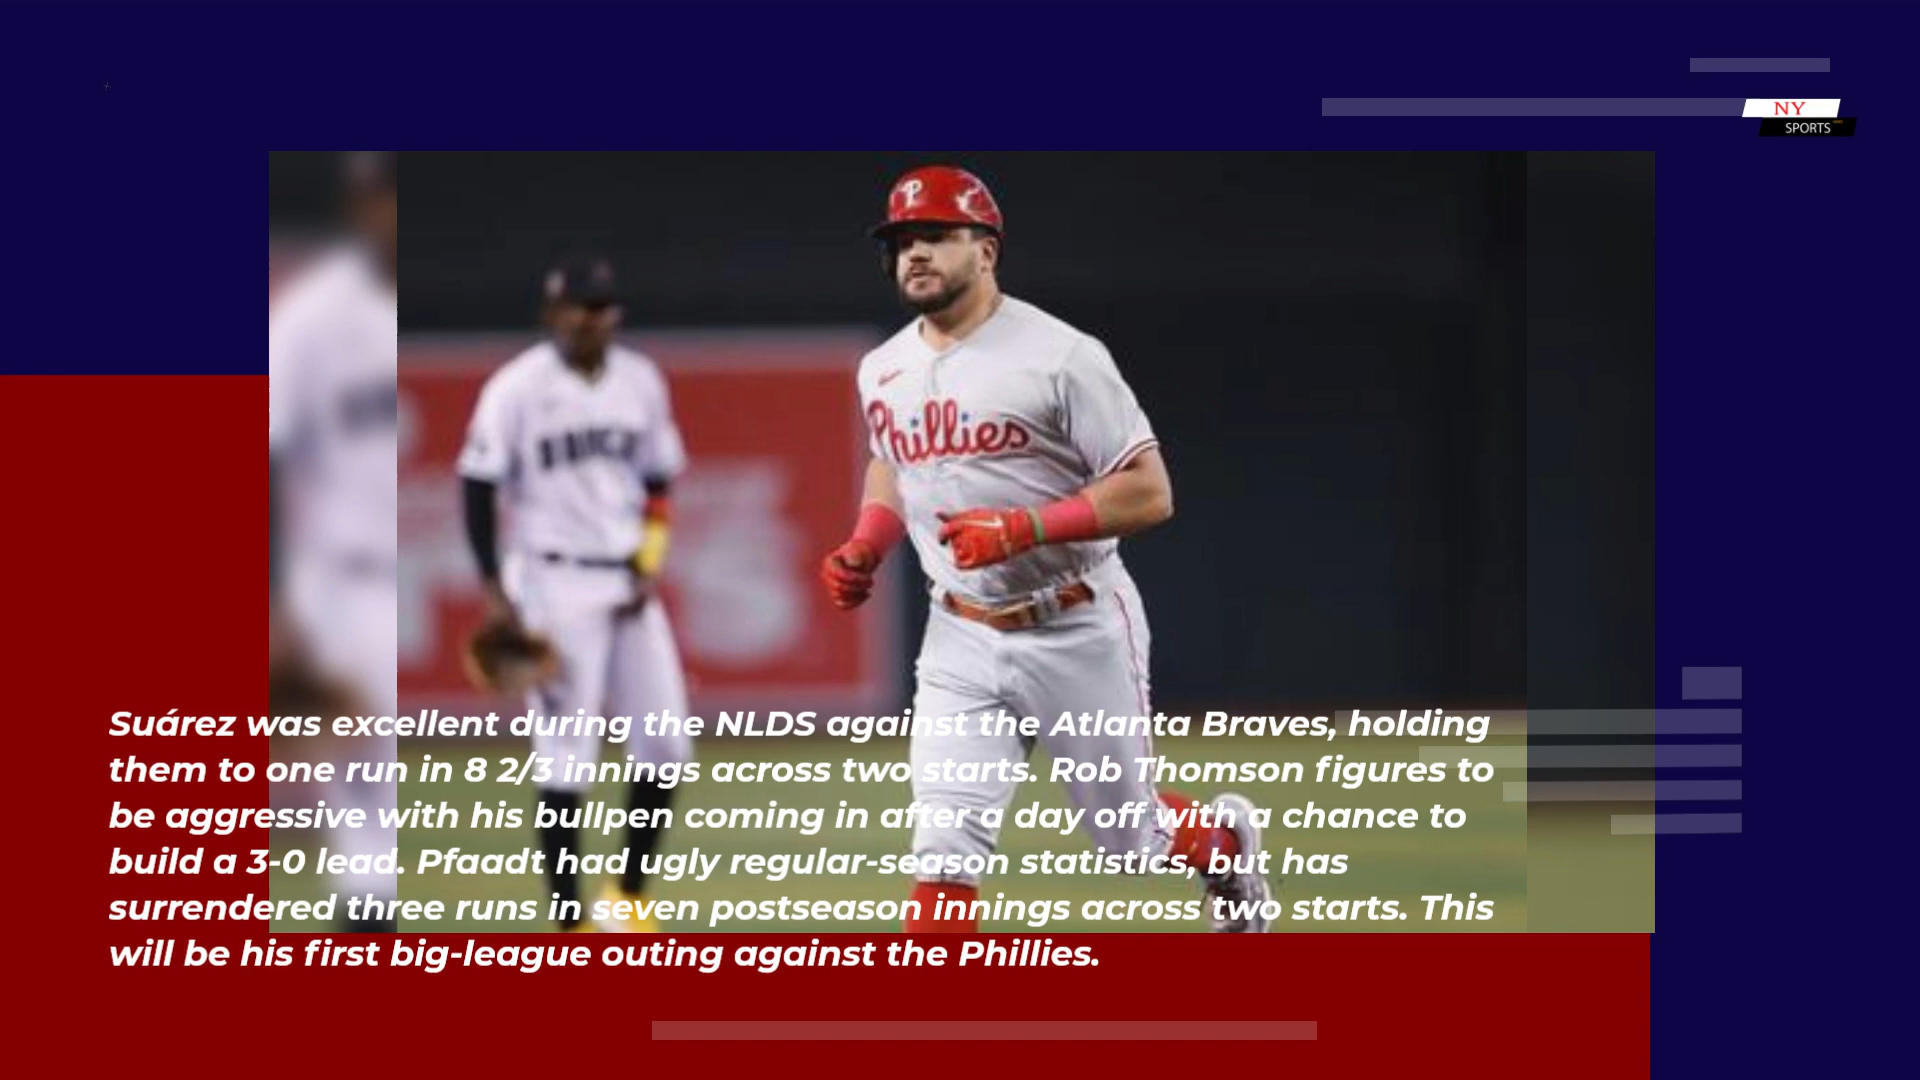 NY
SPORTS
P
Phillies
Suárez was excellent during the NLDS against the Atlanta Braves, holding
them to one run in 8 2/3 innings across two starts. Rob Thomson figures to
be aggressive with his bullpen coming in after a day off with a chance to
build a 3-0 lead. Pfaadt had ugly regular-season statistics, but has
surrendered three runs in seven postseason innings across two starts. This
will be his first big-league outing against the Phillies.